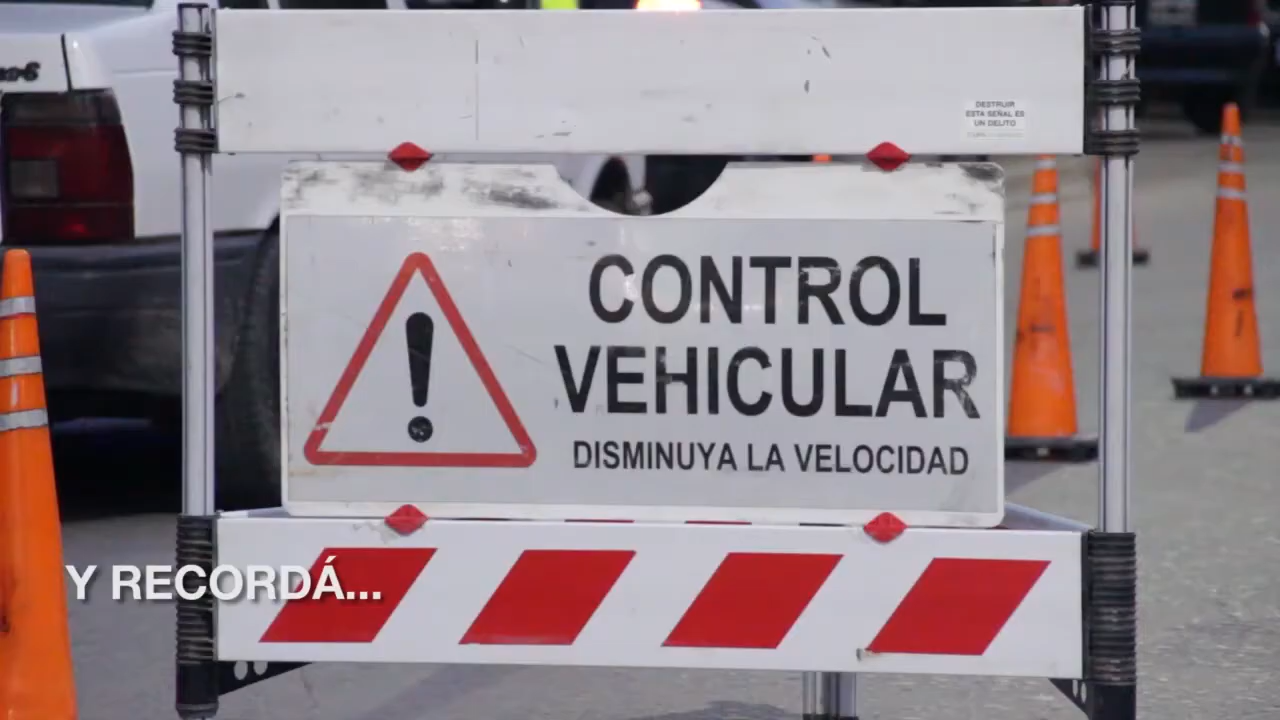 DESTRUIR
ESTA SEÑAL ES
UN DELITO
CONTROL
VEHICULAR
DISMINUYA LA VELOCIDAD
Y RECORDÁ...